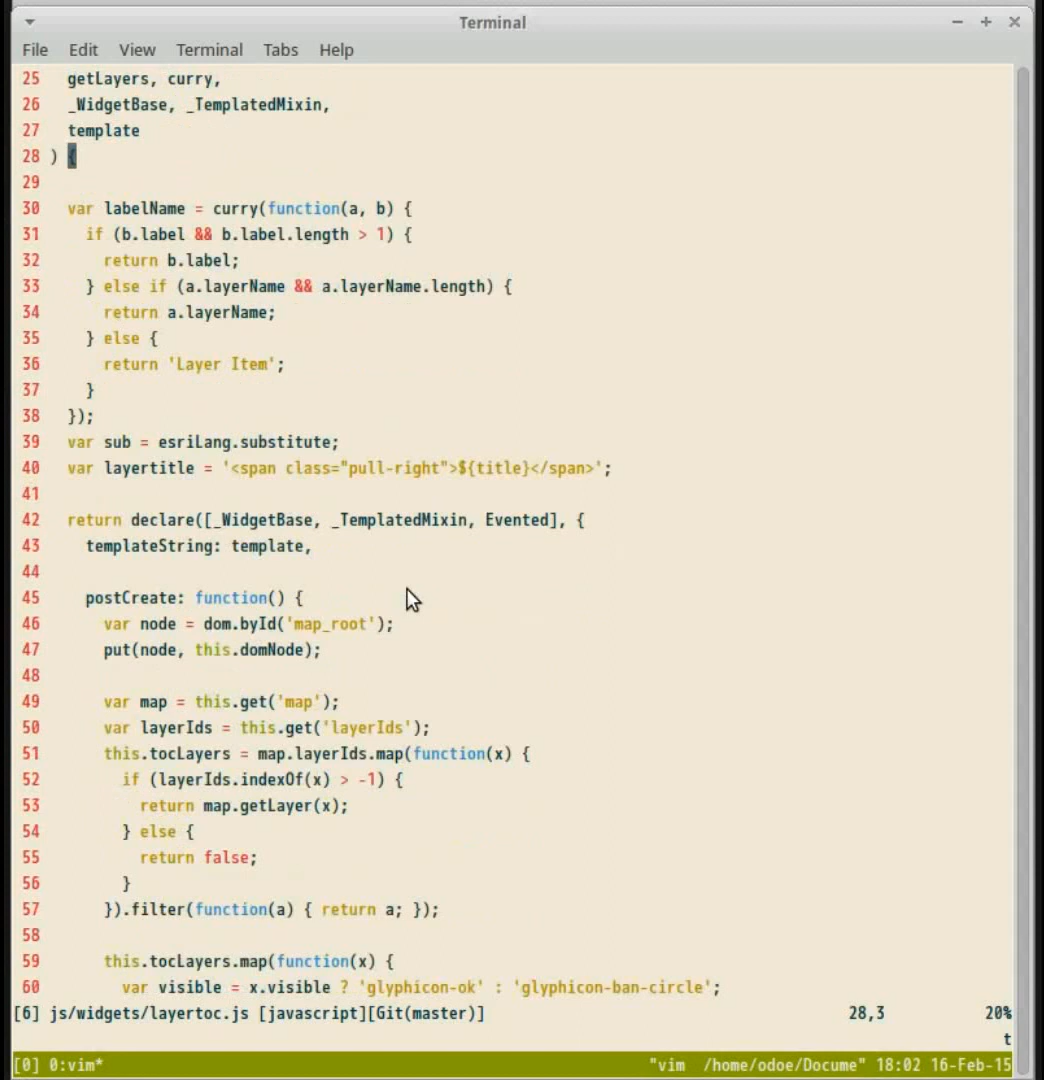 Terminal
File Edit View Terminal Tabs Help
25 getLayers, curry,
26 _WidgetBase, _TemplatedMixin,
27 template
28 ) {
29
30 var labelName = curry(function(a, b) {
31 if (b.label && b.label.length > 1) {
32 return b.label;
33 } else if (a.layerName && a.layerName.length) {
34 return a.layerName;
35 } else {
36 return 'Layer Item';
37 }
38 });
39 var sub = esriLang.substitute;
40 var layertitle = '<span class="pull-right">${title}</span>';
41
42 return declare([_WidgetBase, _TemplatedMixin, Evented], {
43 templateString: template,
44
45 postCreate: function() {
46 var node = dom.byId('map_root');
47 put(node, this.domNode);
48
49 var map = this.get('map');
50 var layerIds = this.get('layerIds');
51 this.tocLayers = map.layerIds.map(function(x) {
52 if (layerIds.indexOf(x) > -1) {
53 return map.getLayer(x);
54 } else {
55 return false;
56 }
57 }).filter(function(a) { return a; });
58
59 this.tocLayers.map(function(x) {
60 var visible = x.visible ? 'glyphicon-ok' : 'glyphicon-ban-circle';
[6] js/widgets/layertoc.js [javascript][Git(master)] 28,3 20%
t
[0] 0:vim* "vim /home/odoe/Docume" 18:02 16-Feb-15